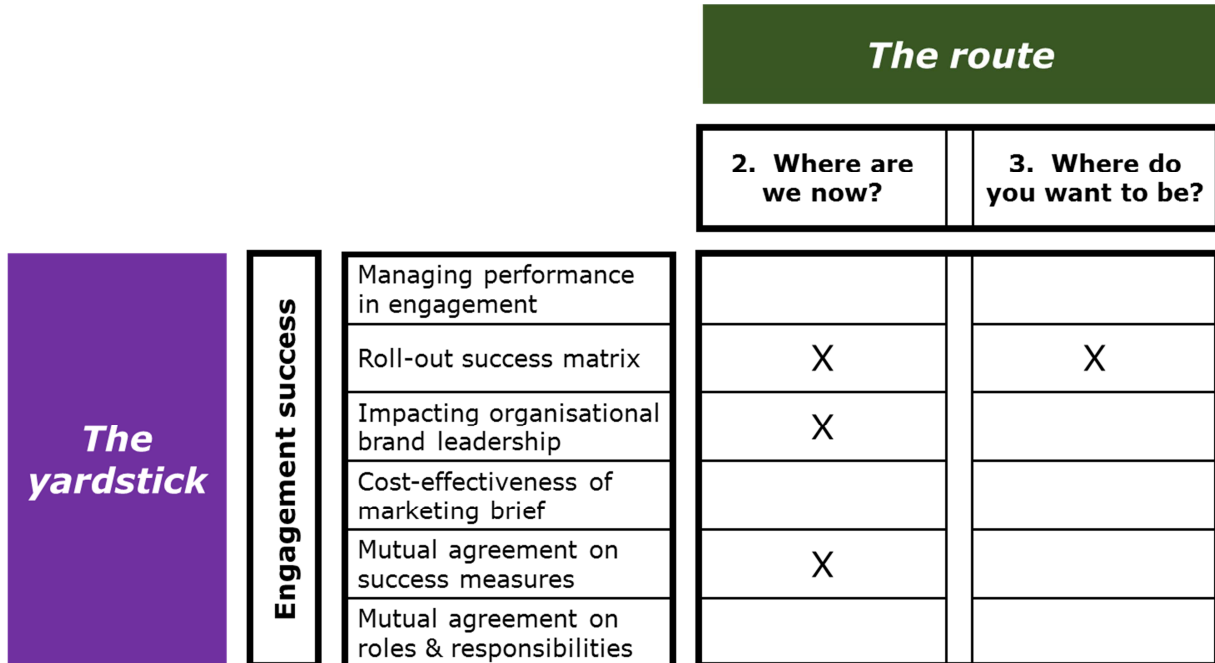 The route
2. Where are
we now?
3. Where do
you want to be?
The
yardstick
Engagement success
Managing performance
in engagement
Roll-out success matrix
X
X
Impacting organisational
brand leadership
X
Cost-effectiveness of
marketing brief
Mutual agreement on
success measures
X
Mutual agreement on
roles & responsibilities